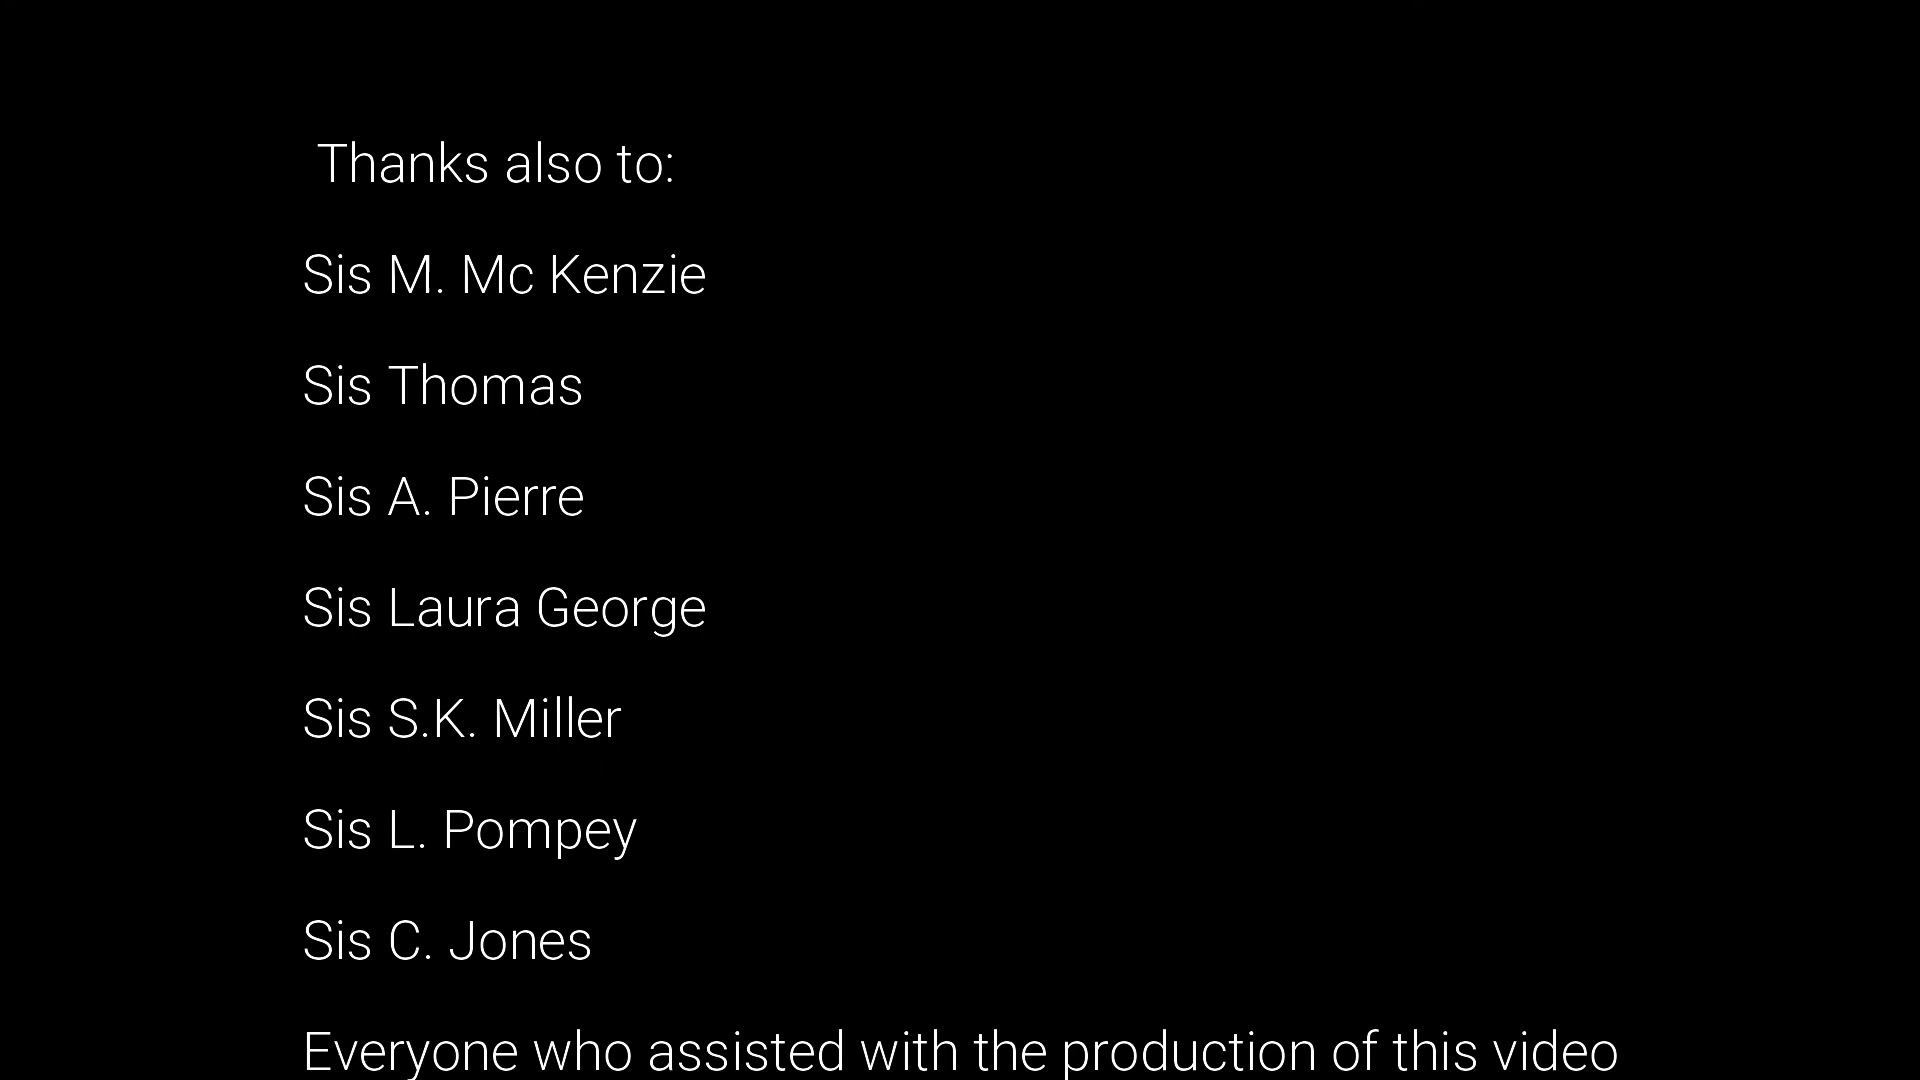 Thanks also to:
Sis M. Mc Kenzie
Sis Thomas
Sis A. Pierre
Sis Laura George
Sis S.K. Miller
Sis L. Pompey
Sis C. Jones
Everyone who assisted with the production of this video